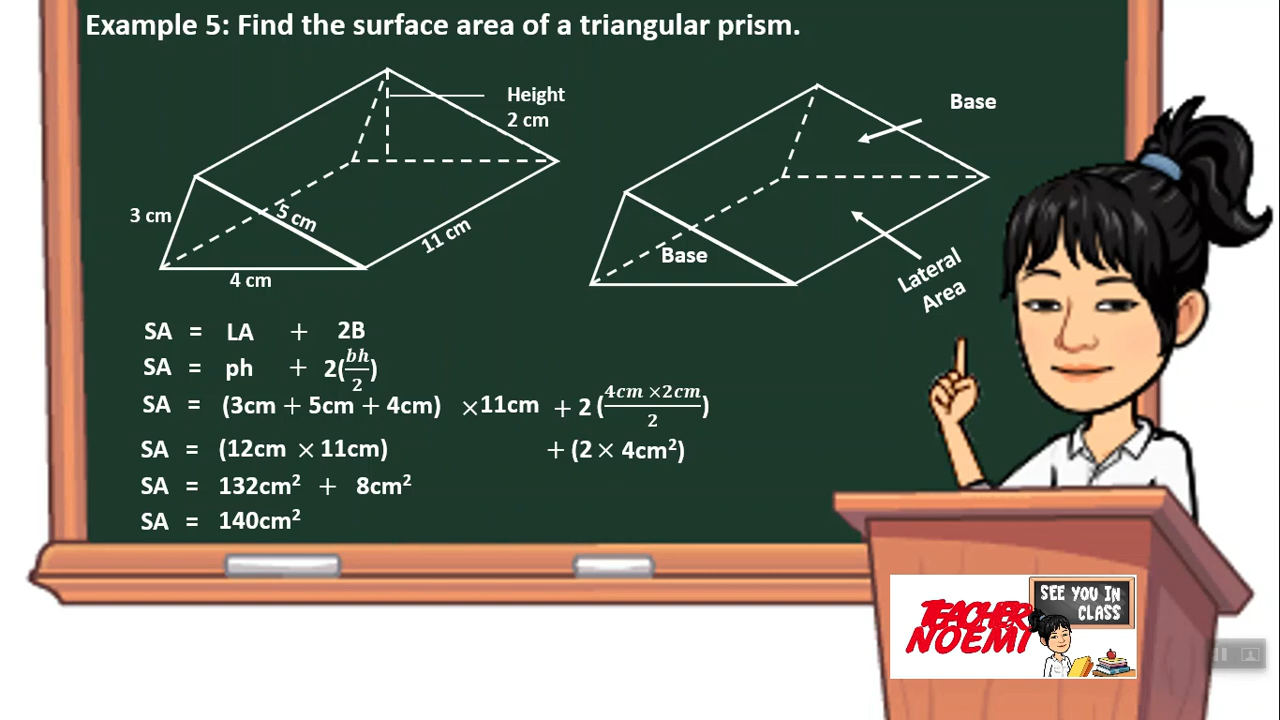 Example 5: Find the surface area of a triangular prism.
Height
2 cm
3 cm
5 cm
11 cm
4 cm
Base
Base
Lateral
Area
SA = LA + 2B
SA = ph + 2(bh/2)
SA = (3cm + 5cm + 4cm) ×11cm + 2 (4cm ×2cm/2)
SA = (12cm × 11cm) + (2 × 4cm²)
SA = 132cm² + 8cm²
SA = 140cm²
TEACHER
NOEMI
SEE YOU IN
CLASS